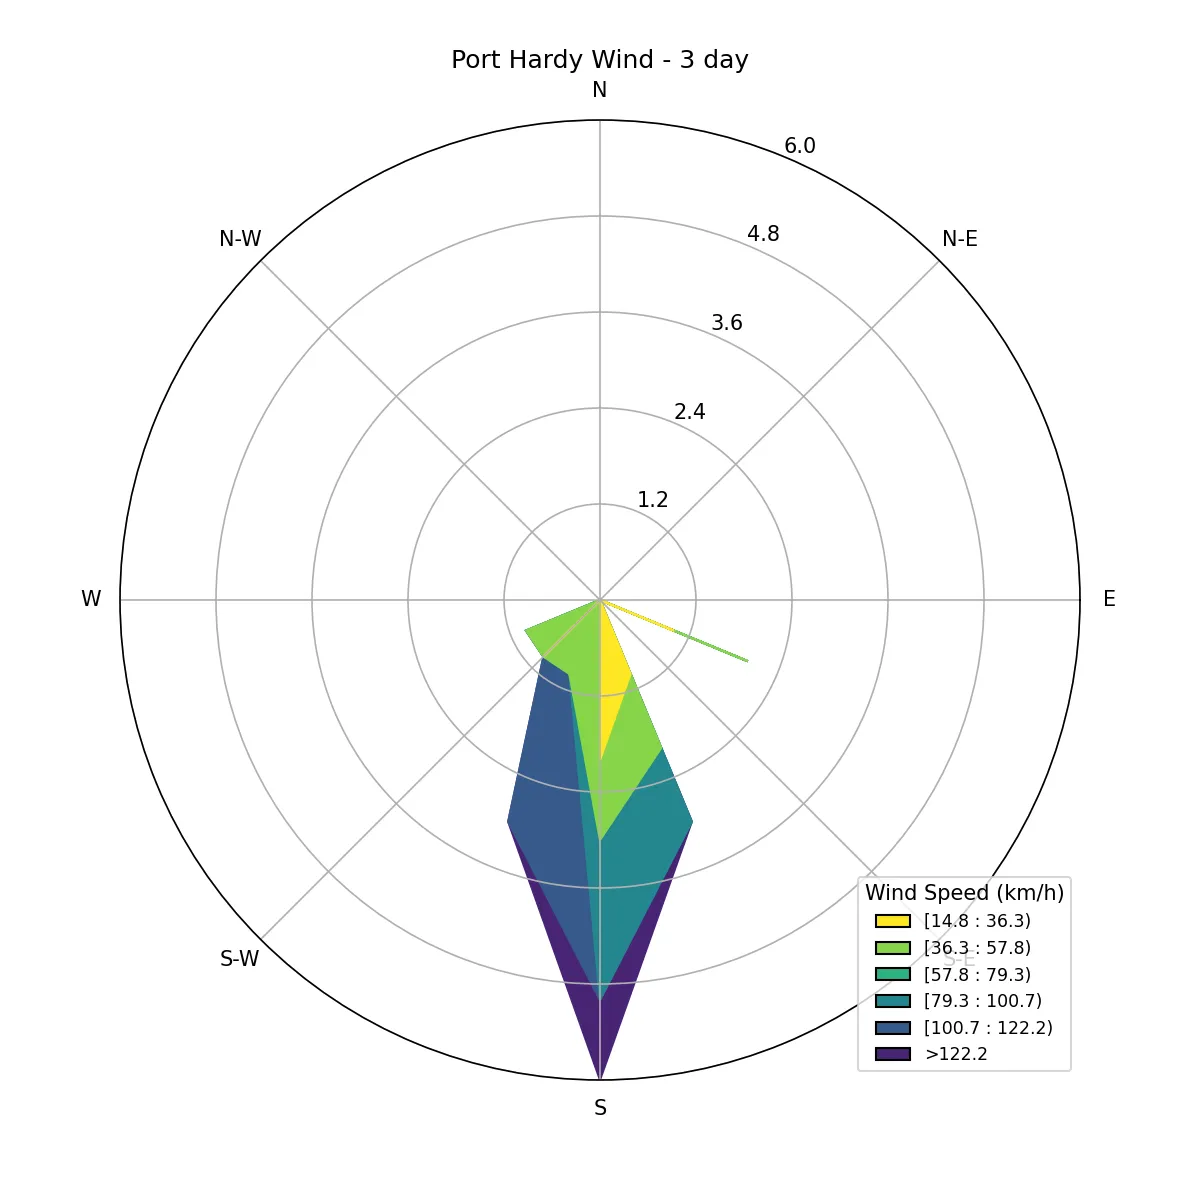 Port Hardy Wind - 3 day
N
6.0
4.8
N-W
N-E
3.6
2.4
1.2
W
E
Wind Speed (km/h)
[14.8 : 36.3)
[36.3 : 57.8)
S-W
S-E
[57.8 : 79.3)
[79.3 : 100.7)
[100.7 : 122.2)
>122.2
S